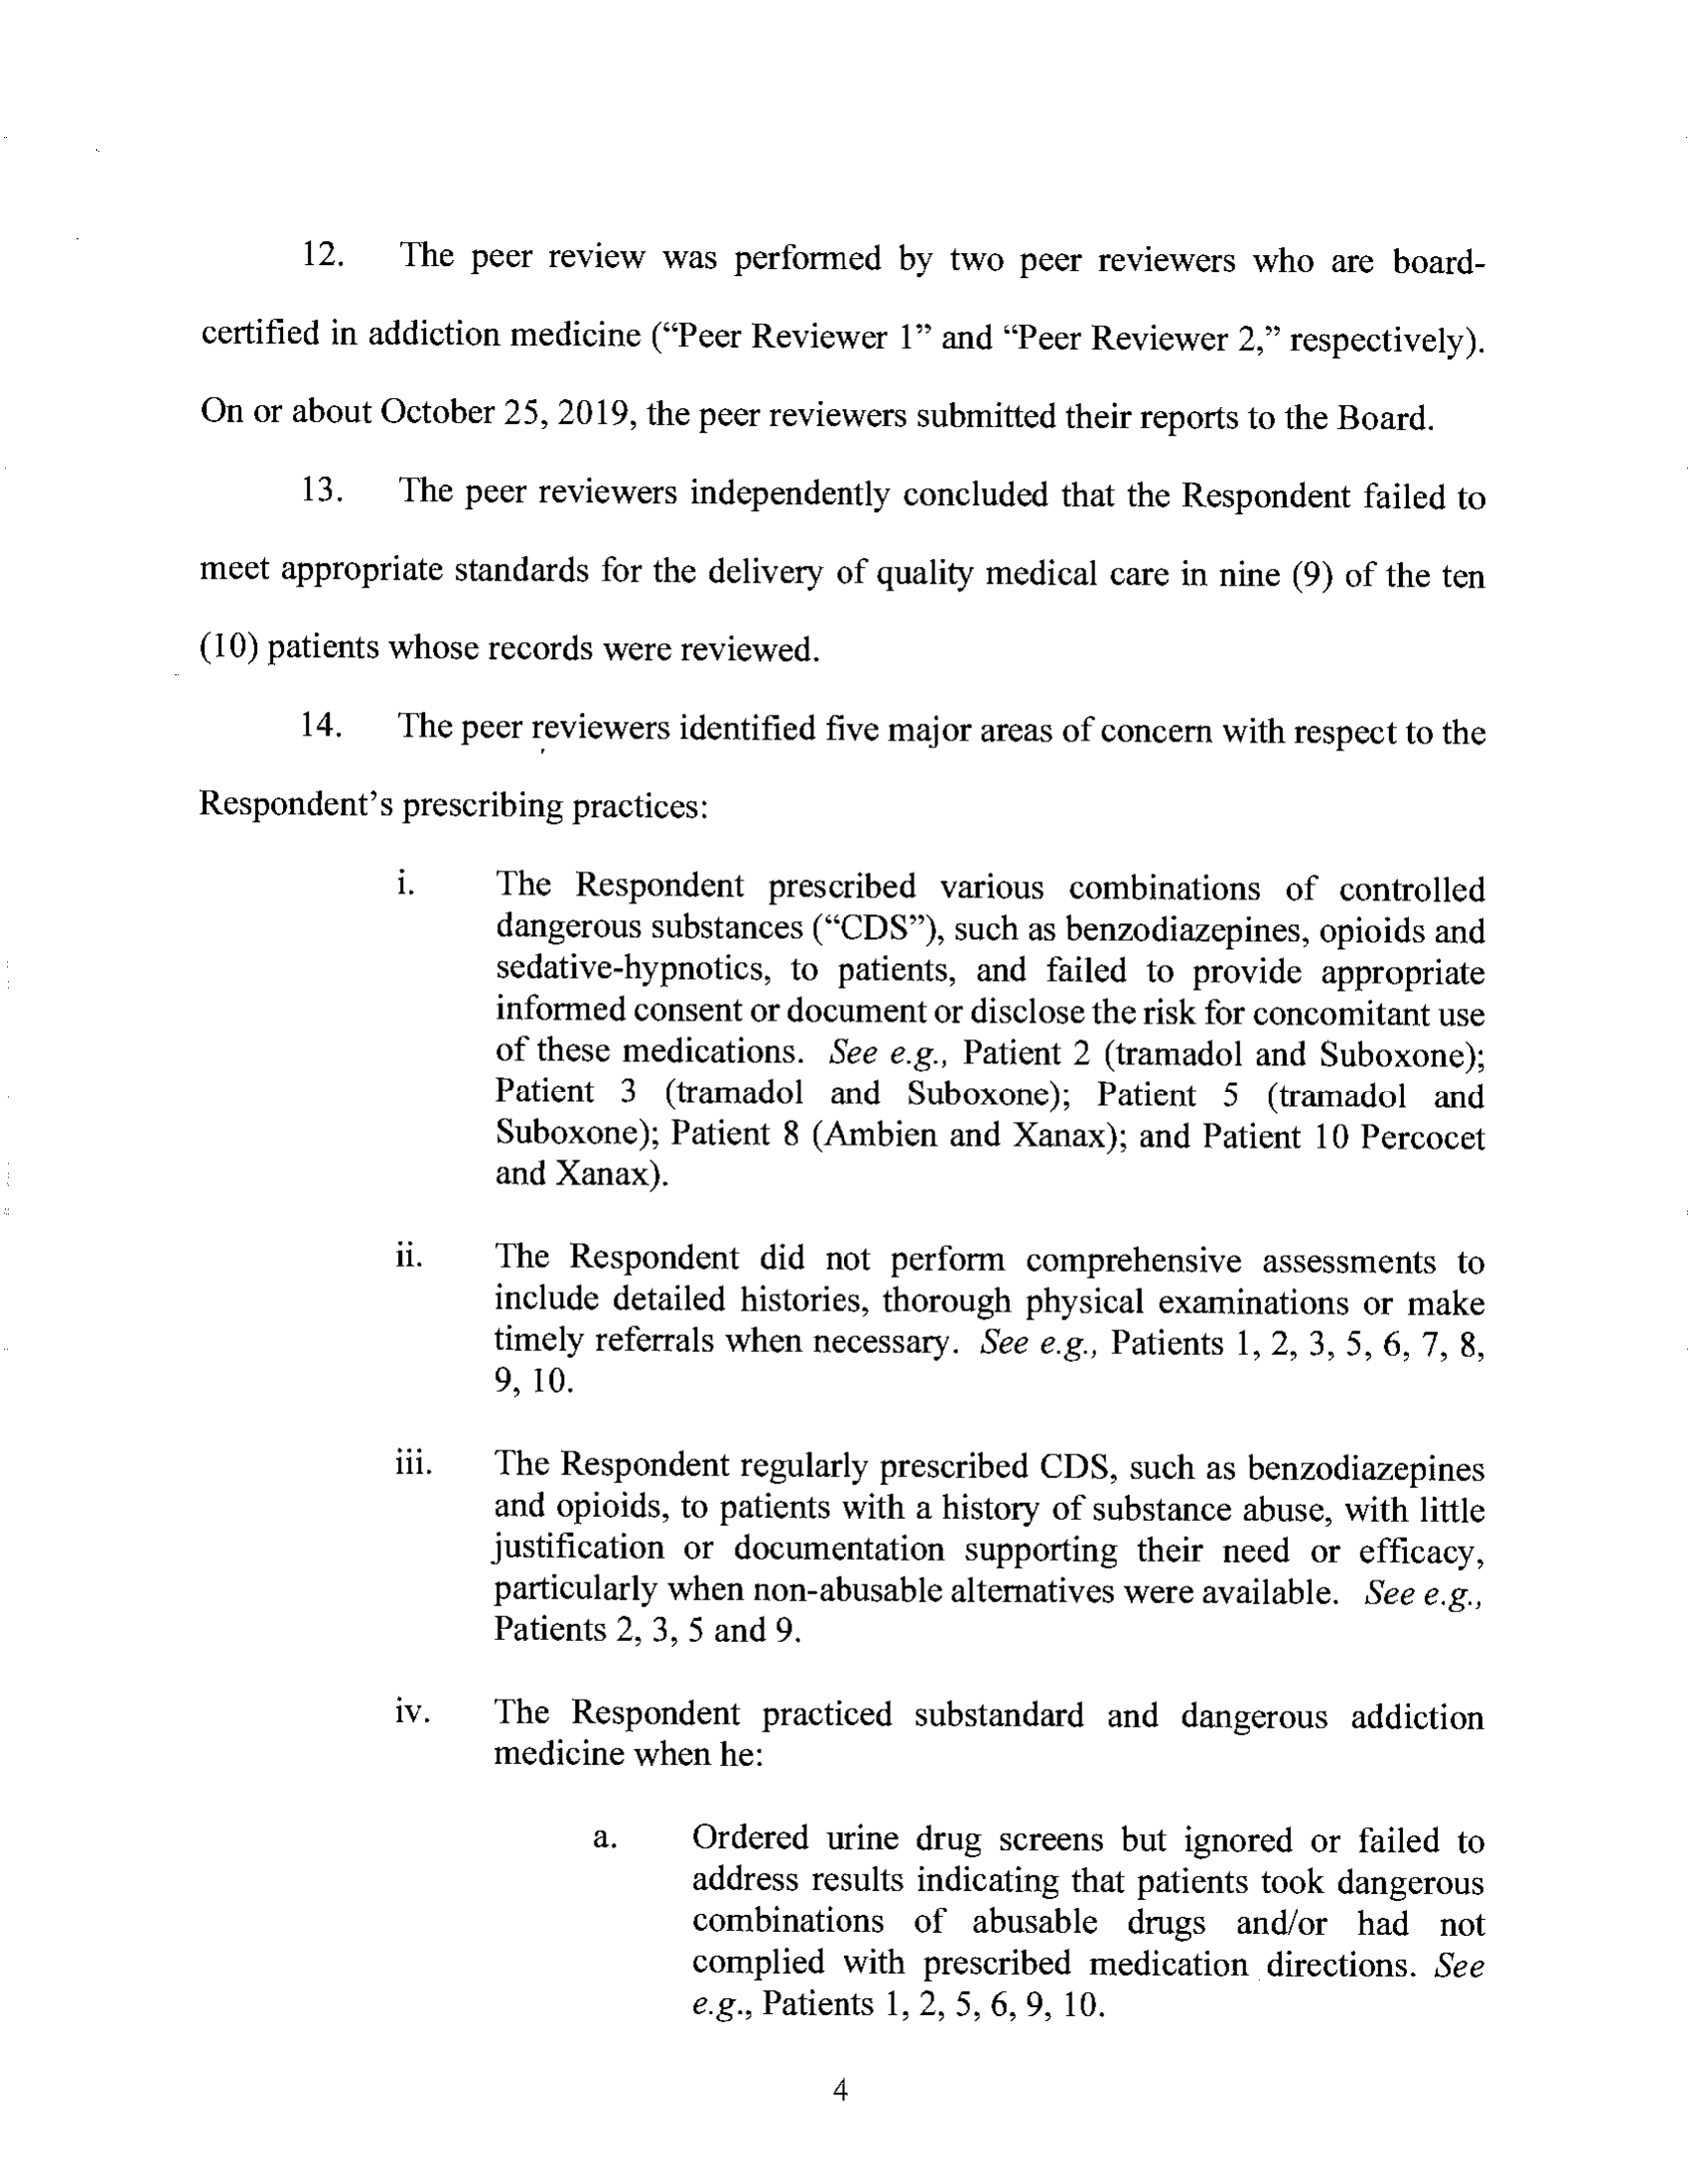 12. The peer review was performed by two peer reviewers who are board-
certified in addiction medicine (“Peer Reviewer 1” and “Peer Reviewer 2,” respectively).
On or about October 25, 2019, the peer reviewers submitted their reports to the Board.
13. The peer reviewers independently concluded that the Respondent failed to
meet appropriate standards for the delivery of quality medical care in nine (9) of the ten
(10) patients whose records were reviewed.
14. The peer reviewers identified five major areas of concern with respect to the
Respondent’s prescribing practices:
i. The Respondent prescribed various combinations of controlled
dangerous substances (“CDS”), such as benzodiazepines, opioids and
sedative-hypnotics, to patients, and failed to provide appropriate
informed consent or document or disclose the risk for concomitant use
of these medications. See e.g., Patient 2 (tramadol and Suboxone);
Patient 3 (tramadol and Suboxone); Patient 5 (tramadol and
Suboxone); Patient 8 (Ambien and Xanax); and Patient 10 Percocet
and Xanax).
ii. The Respondent did not perform comprehensive assessments to
include detailed histories, thorough physical examinations or make
timely referrals when necessary. See e.g., Patients 1, 2, 3, 5, 6, 7, 8,
9, 10.
iii. The Respondent regularly prescribed CDS, such as benzodiazepines
and opioids, to patients with a history of substance abuse, with little
justification or documentation supporting their need or efficacy,
particularly when non-abusable alternatives were available. See e.g.,
Patients 2, 3, 5 and 9.
iv. The Respondent practiced substandard and dangerous addiction
medicine when he:
a. Ordered urine drug screens but ignored or failed to
address results indicating that patients took dangerous
combinations of abusable drugs and/or had not
complied with prescribed medication directions. See
e.g., Patients 1, 2, 5, 6, 9, 10.
4